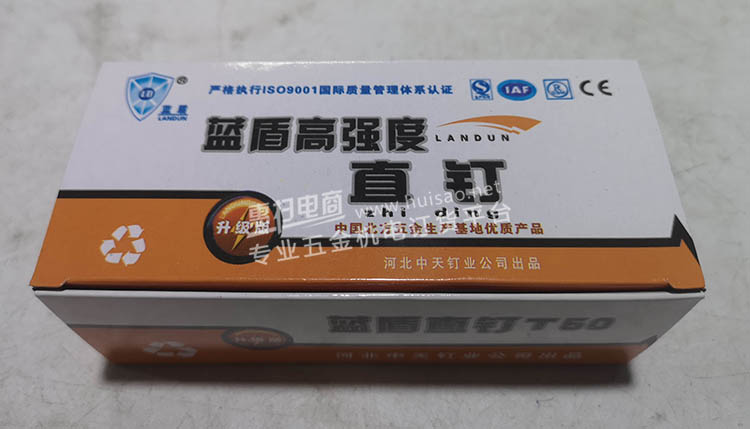 严格执行ISO9001国际质量管理体系认证
QS
IAF
CE
LD
®
蓝盾
LANDUN
蓝盾高强度
LANDUN
直钉
zhi ding
升级版
中国北方五金生产基地优质产品
河北中天钉业公司出品
惠扫电商
www.huisao.net
专业五金机电工具平台
蓝盾直钉T50
升级版
河北中天钉业公司出品